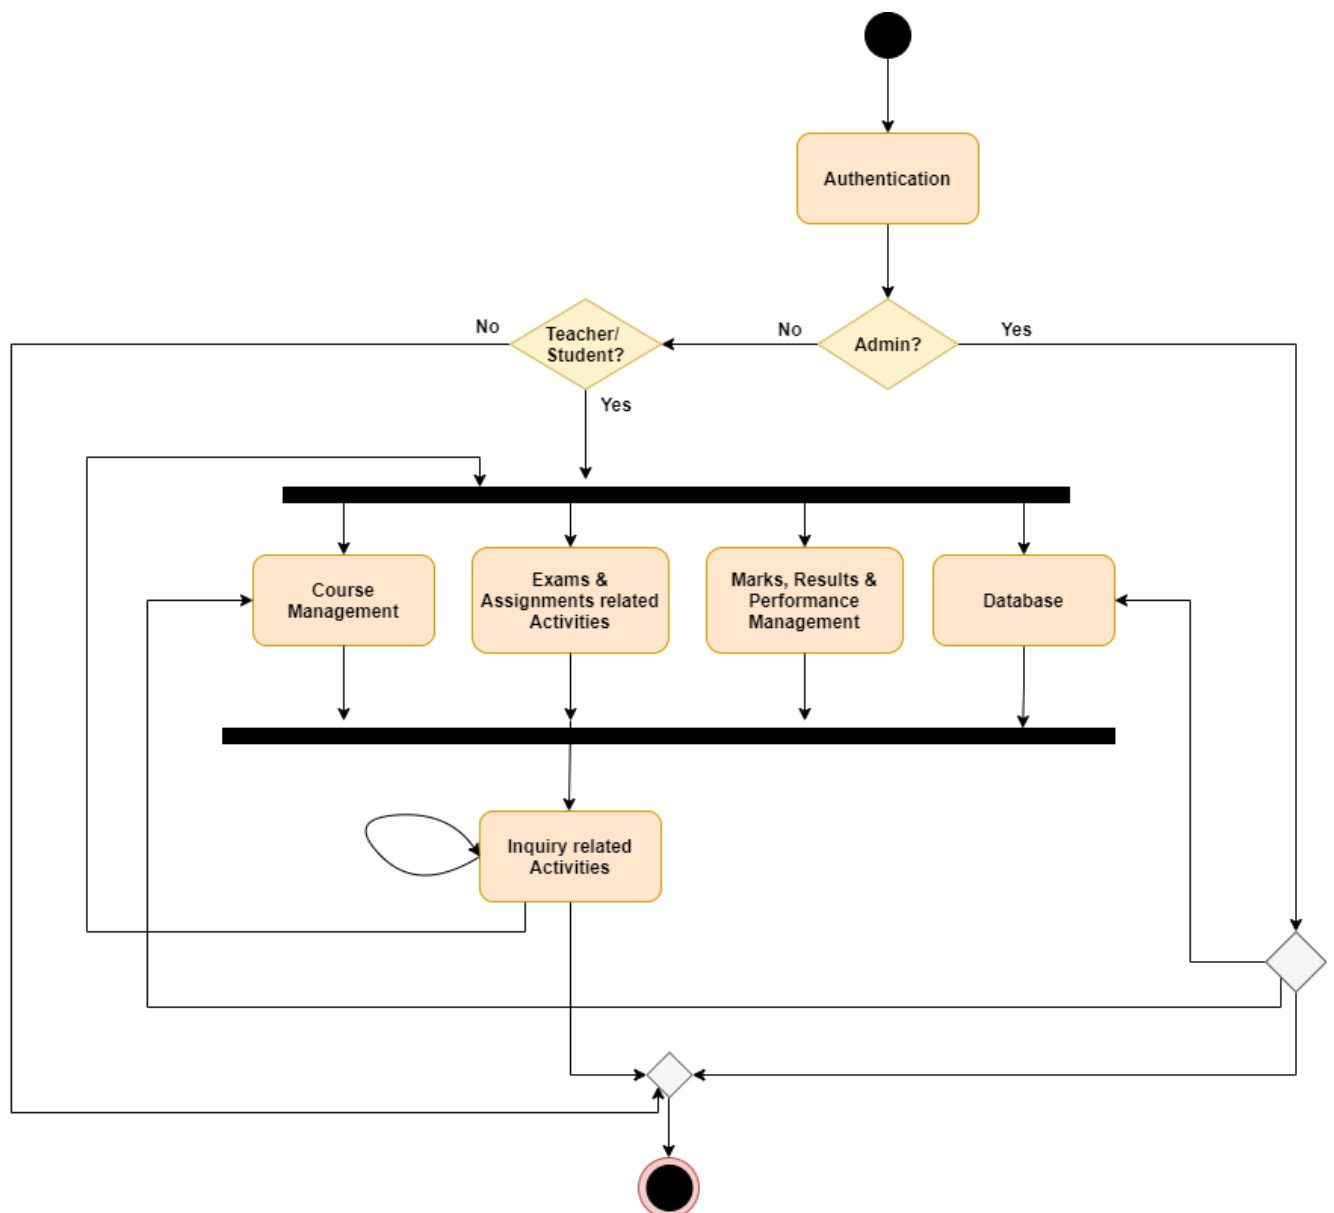 Authentication
No
Teacher/
Student?
No
Admin?
Yes
Yes
Course
Management
Exams &
Assignments related
Activities
Marks, Results &
Performance
Management
Database
Inquiry related
Activities